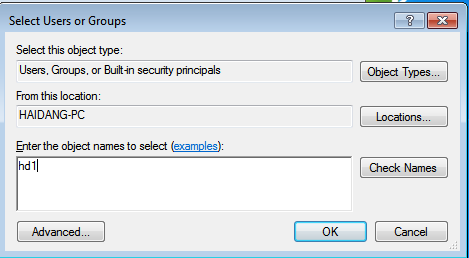 Select Users or Groups
Select this object type:
Users, Groups, or Built-in security principals
Object Types...
From this location:
HAIDANG-PC
Locations...
Enter the object names to select (examples):
hd1
Check Names
Advanced...
OK
Cancel